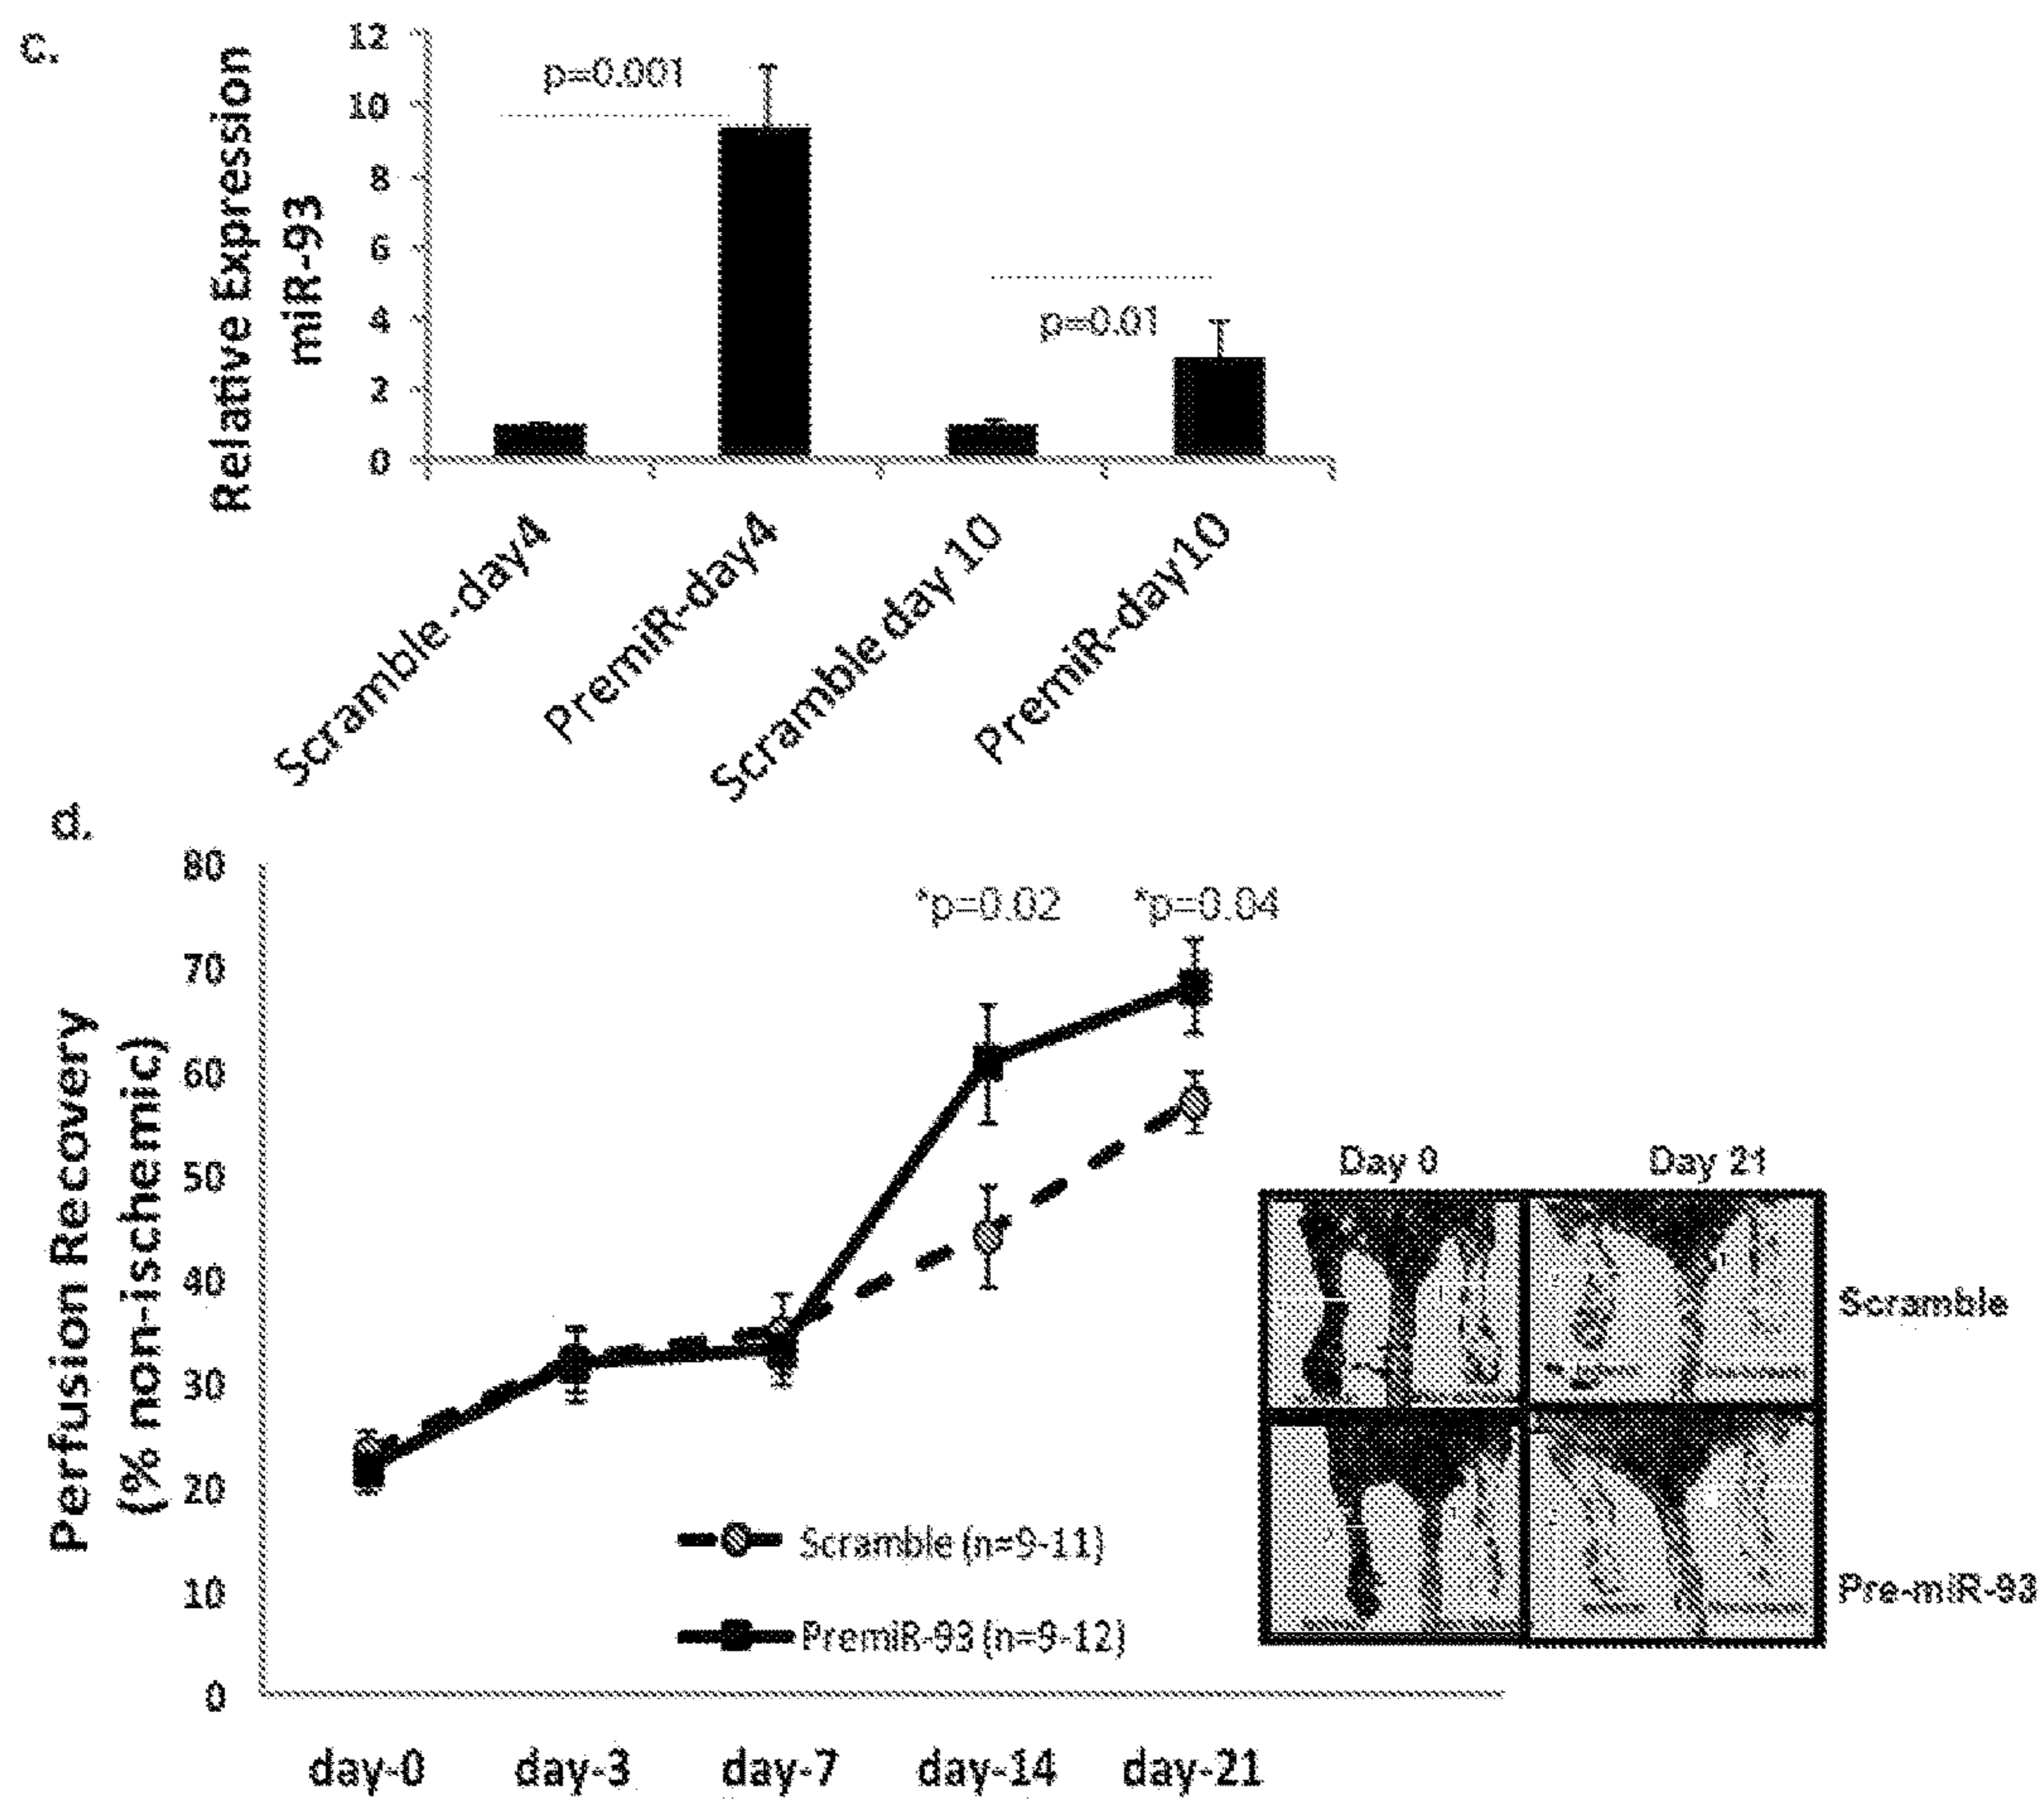 c.
12
10
8
6
4
2
0
Relative Expression
miR-93
p=0.001
p=0.01
Scramble -day4
PremiR-day4
Scramble day 10
PremiR-day10
d.
80
70
60
50
40
30
20
10
0
Perfusion Recovery
(% non-ischemic)
*p=0.02
*p=0.04
Scramble (n=9-11)
PremiR-93 (n=9-12)
day-0
day-3
day-7
day-14
day-21
Day 0
Day 21
Scramble
Pre-miR-93